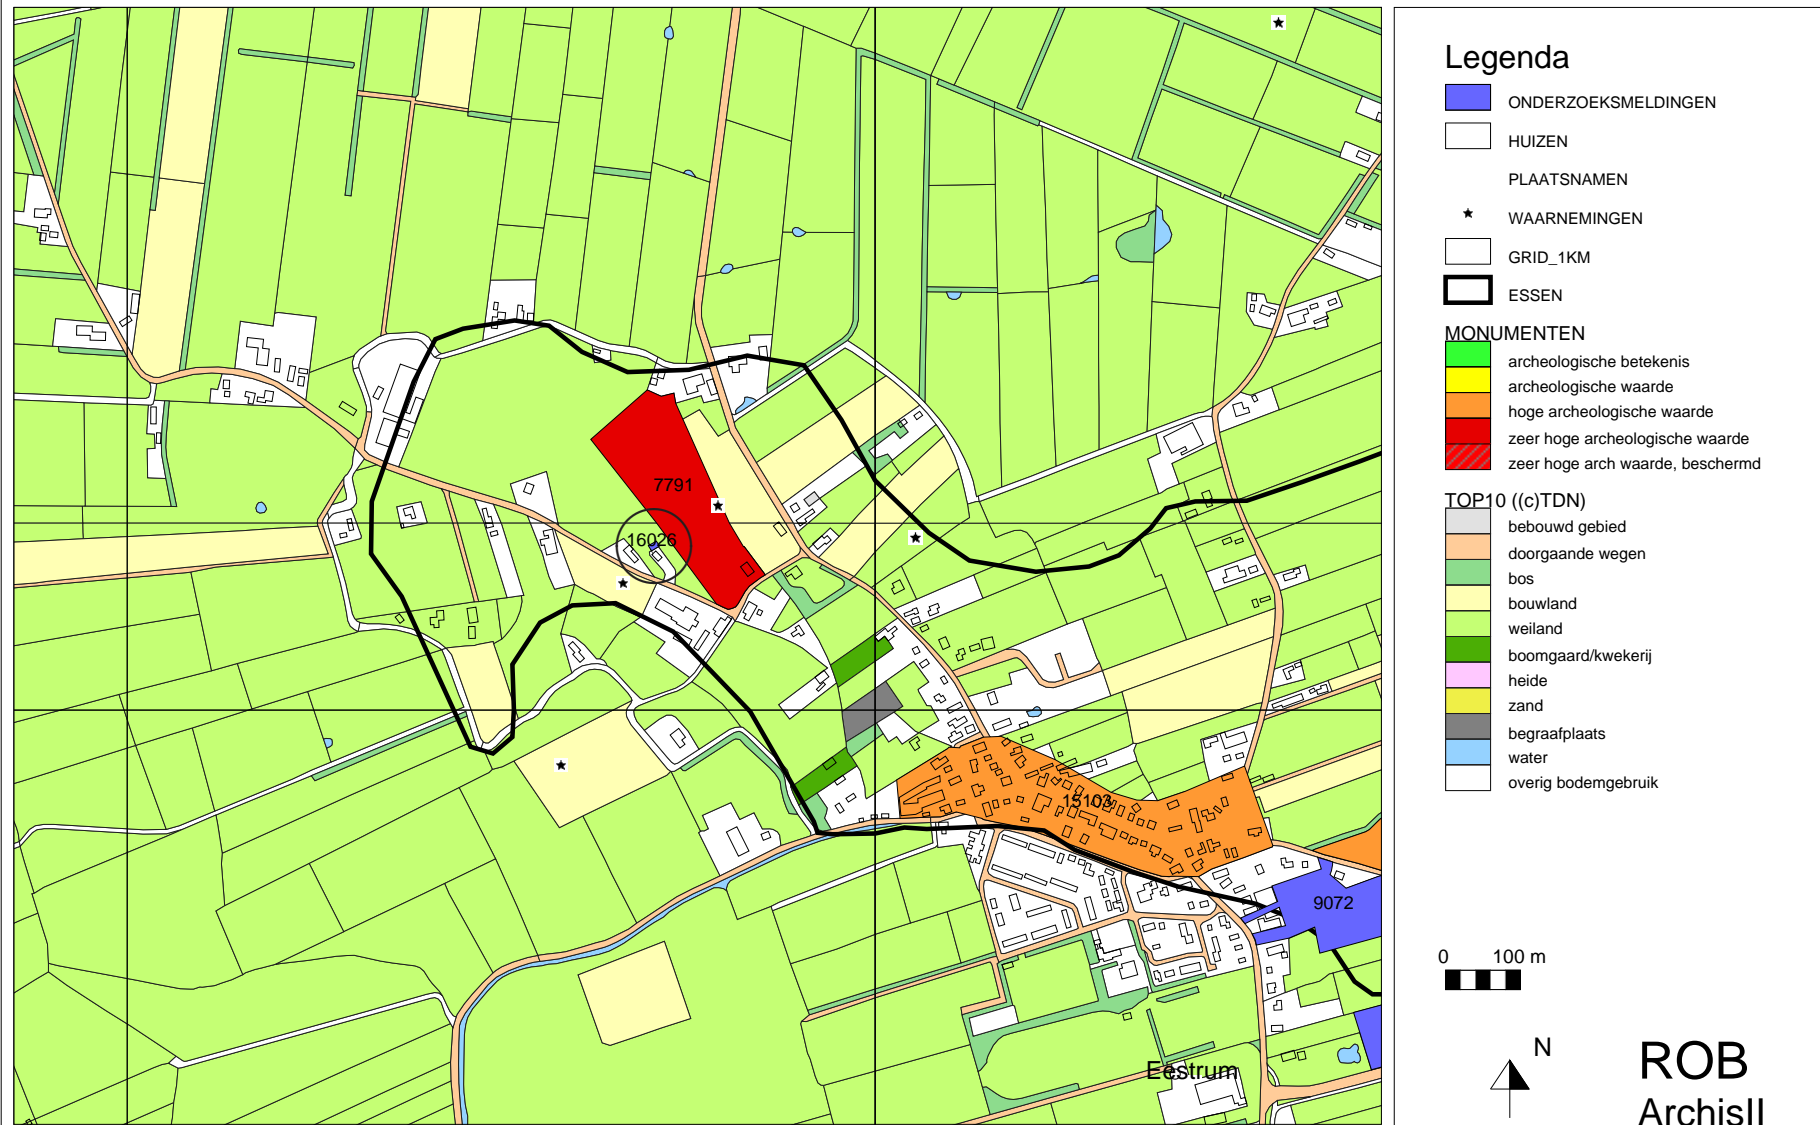 7791
16026
15103
9072
Eestrum
Legenda
ONDERZOEKSMELDINGEN
HUIZEN
PLAATSNAMEN
WAARNEMINGEN
GRID_1KM
ESSEN
MONUMENTEN
archeologische betekenis
archeologische waarde
hoge archeologische waarde
zeer hoge archeologische waarde
zeer hoge arch waarde, beschermd
TOP10 ((c)TDN)
bebouwd gebied
doorgaande wegen
bos
bouwland
weiland
boomgaard/kwekerij
heide
zand
begraafplaats
water
overig bodemgebruik
0 100 m
N
ROB
ArchisII